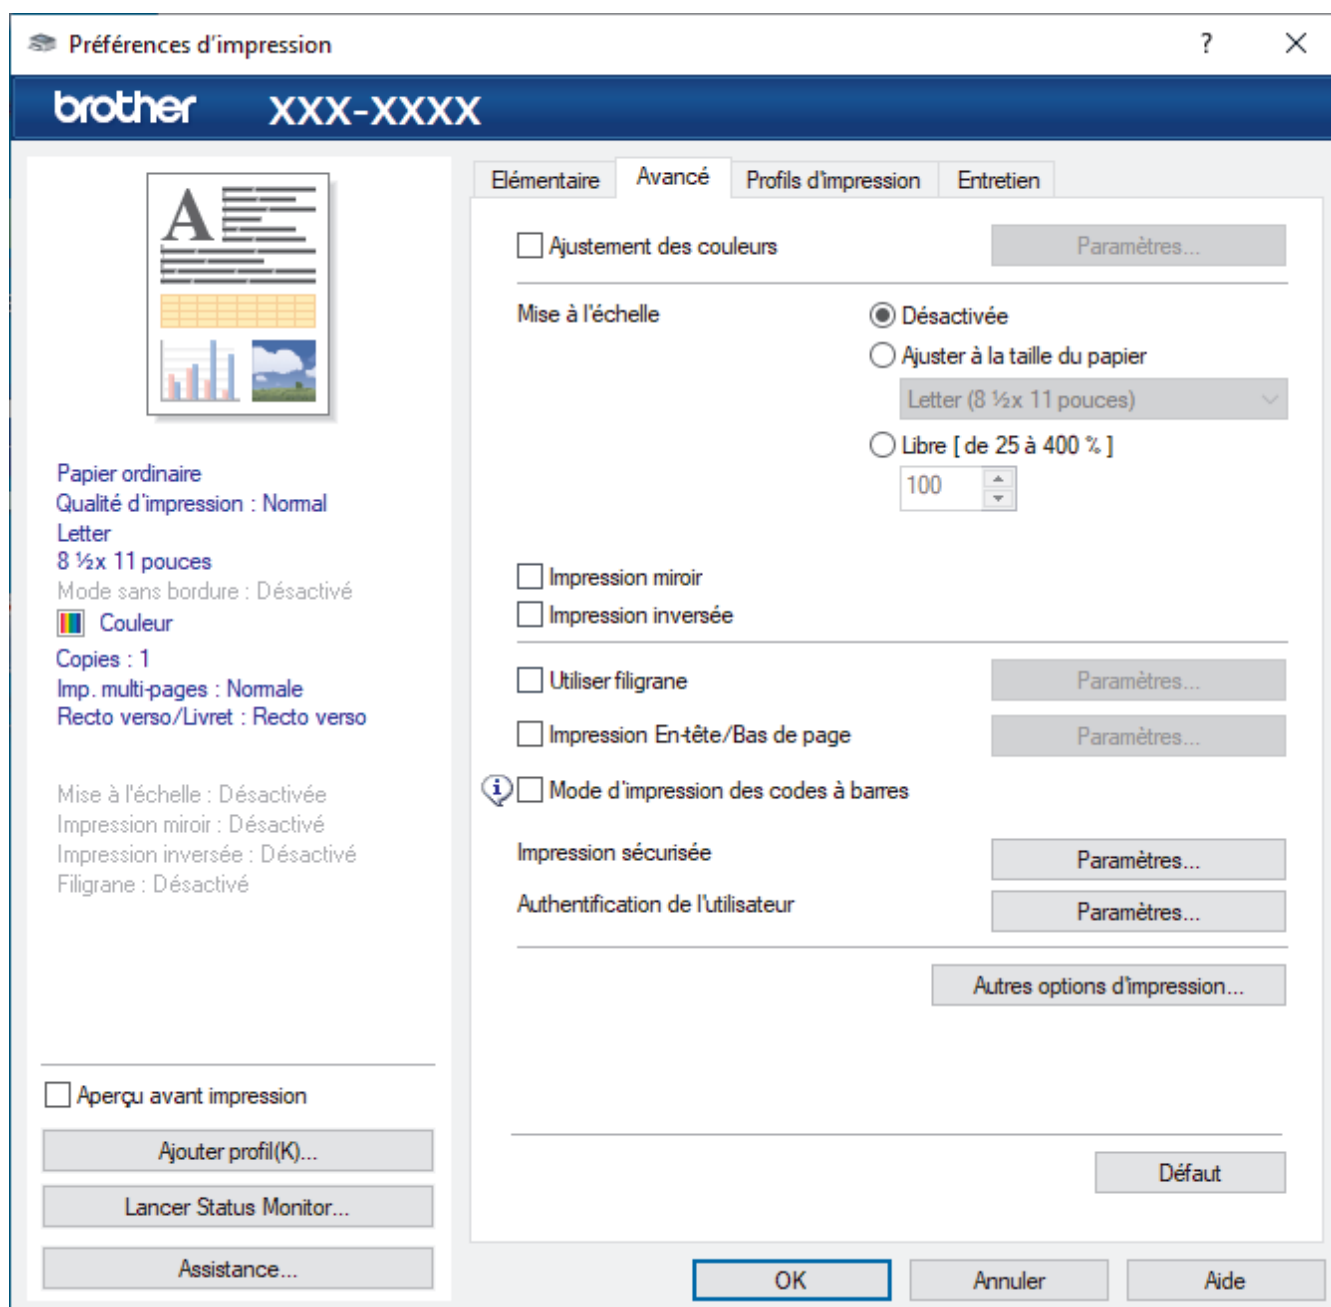 Préférences d'impression
?
brother XXX-XXXX
A
Papier ordinaire
Qualité d'impression : Normal
Letter
8 ½x 11 pouces
Mode sans bordure : Désactivé
Couleur
Copies : 1
Imp. multi-pages : Normale
Recto verso/Livret : Recto verso
Mise à l'échelle : Désactivée
Impression miroir : Désactivé
Impression inversée : Désactivé
Filigrane : Désactivé
Aperçu avant impression
Ajouter profil(K)...
Lancer Status Monitor...
Assistance...
Elémentaire Avancé Profils d'impression Entretien
Ajustement des couleurs Paramètres...
Mise à l'échelle Désactivée
Ajuster à la taille du papier
Letter (8 ½x 11 pouces)
Libre [ de 25 à 400 % ]
100
Impression miroir
Impression inversée
Utiliser filigrane Paramètres...
Impression En-tête/Bas de page Paramètres...
Mode d'impression des codes à barres
Impression sécurisée Paramètres...
Authentification de l'utilisateur Paramètres...
Autres options d'impression...
Défaut
OK Annuler Aide